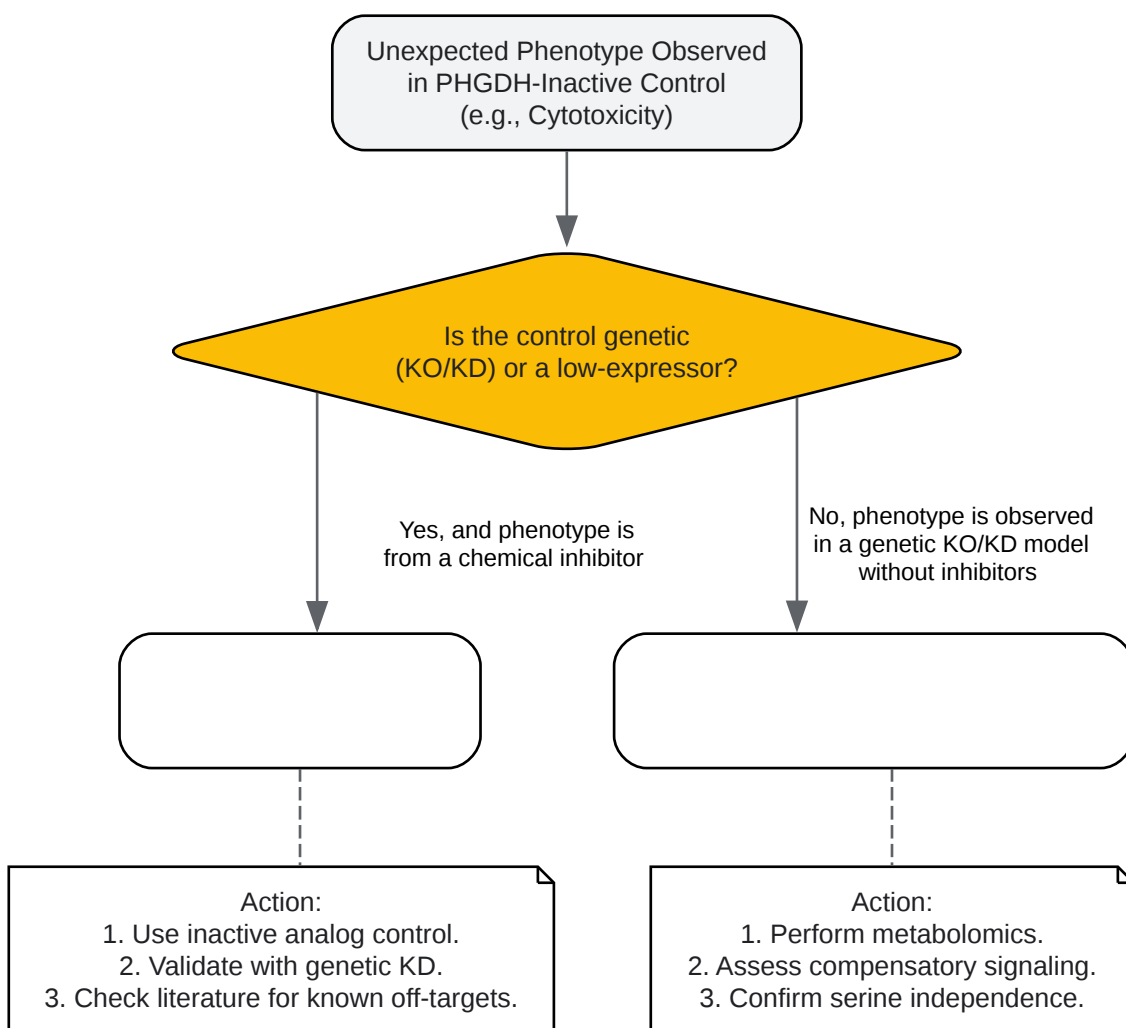 Unexpected Phenotype Observed
in PHGDH-Inactive Control
(e.g., Cytotoxicity)
Is the control genetic
(KO/KD) or a low-expressor?
Yes, and phenotype is
from a chemical inhibitor
No, phenotype is observed
in a genetic KO/KD model
without inhibitors
Action:
1. Use inactive analog control.
2. Validate with genetic KD.
3. Check literature for known off-targets.
Action:
1. Perform metabolomics.
2. Assess compensatory signaling.
3. Confirm serine independence.